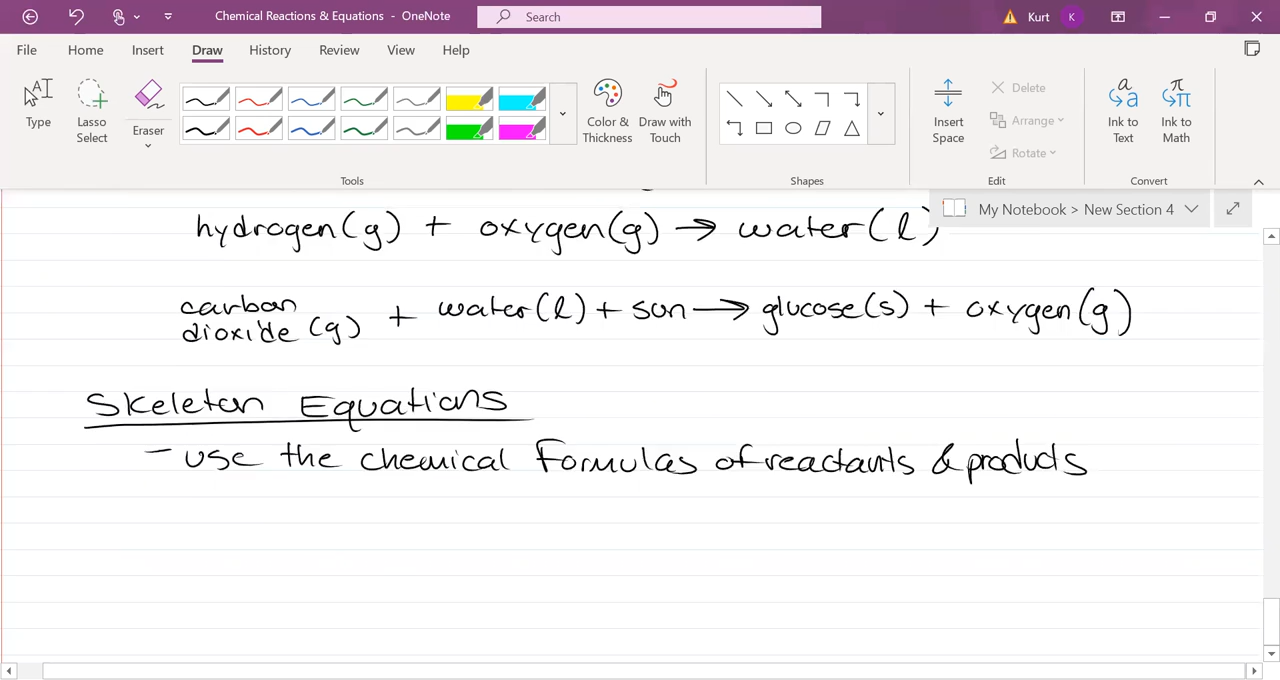 Chemical Reactions & Equations - OneNote
Search
Kurt
K
File Home Insert Draw History Review View Help
Type
Lasso Select
Eraser
Color & Thickness
Draw with Touch
Insert Space
Delete
Arrange
Rotate
Ink to Text
Ink to Math
Tools Shapes Edit Convert
My Notebook > New Section 4
hydrogen(g) + oxygen(g) → water(l)
carbon dioxide(g) + water(l) + sun → glucose(s) + oxygen(g)
Skeleton Equations
- use the chemical formulas of reactants & products